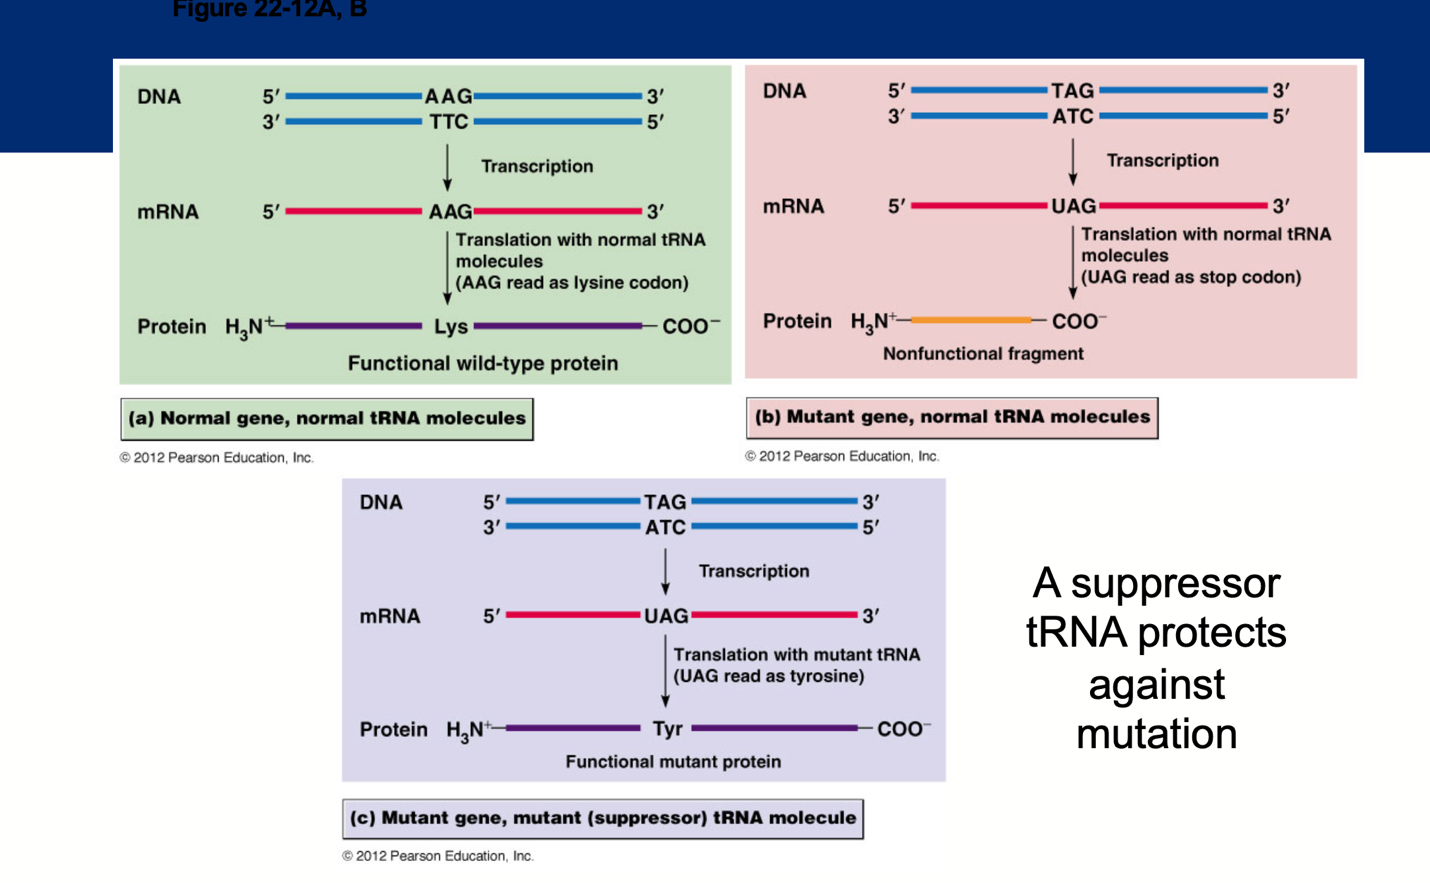 Figure 22-12A, B
DNA 5′ AAG 3′
3′ TTC 5′
Transcription
mRNA 5′ AAG 3′
Translation with normal tRNA
molecules
(AAG read as lysine codon)
Protein H₃N⁺ Lys COO⁻
Functional wild-type protein
(a) Normal gene, normal tRNA molecules
© 2012 Pearson Education, Inc.
DNA 5′ TAG 3′
3′ ATC 5′
Transcription
mRNA 5′ UAG 3′
Translation with normal tRNA
molecules
(UAG read as stop codon)
Protein H₃N⁺ COO⁻
Nonfunctional fragment
(b) Mutant gene, normal tRNA molecules
© 2012 Pearson Education, Inc.
DNA 5′ TAG 3′
3′ ATC 5′
Transcription
mRNA 5′ UAG 3′
Translation with mutant tRNA
(UAG read as tyrosine)
Protein H₃N⁺ Tyr COO⁻
Functional mutant protein
(c) Mutant gene, mutant (suppressor) tRNA molecule
© 2012 Pearson Education, Inc.
A suppressor
tRNA protects
against
mutation